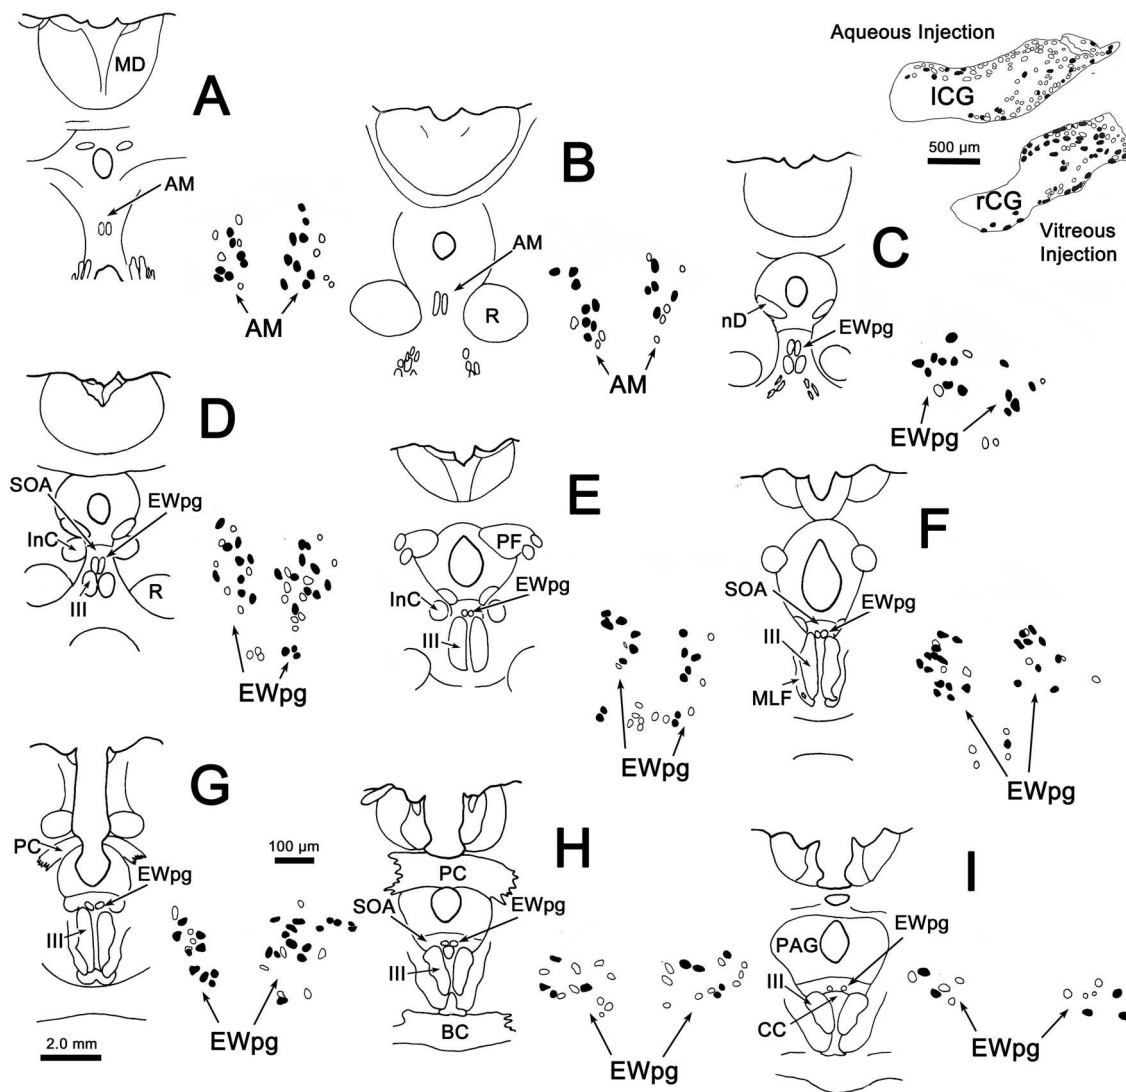 Aqueous Injection
lCG
500 µm
rCG
Vitreous
Injection
MD
A
AM
AM
B
AM
R
AM
C
nD
EWpg
EWpg
D
SOA
EWpg
InC
III
R
EWpg
E
PF
EWpg
InC
III
EWpg
F
SOA
EWpg
III
MLF
EWpg
G
PC
100 µm
EWpg
III
EWpg
2.0 mm
H
PC
SOA
EWpg
III
BC
EWpg
I
EWpg
PAG
III
CC
EWpg